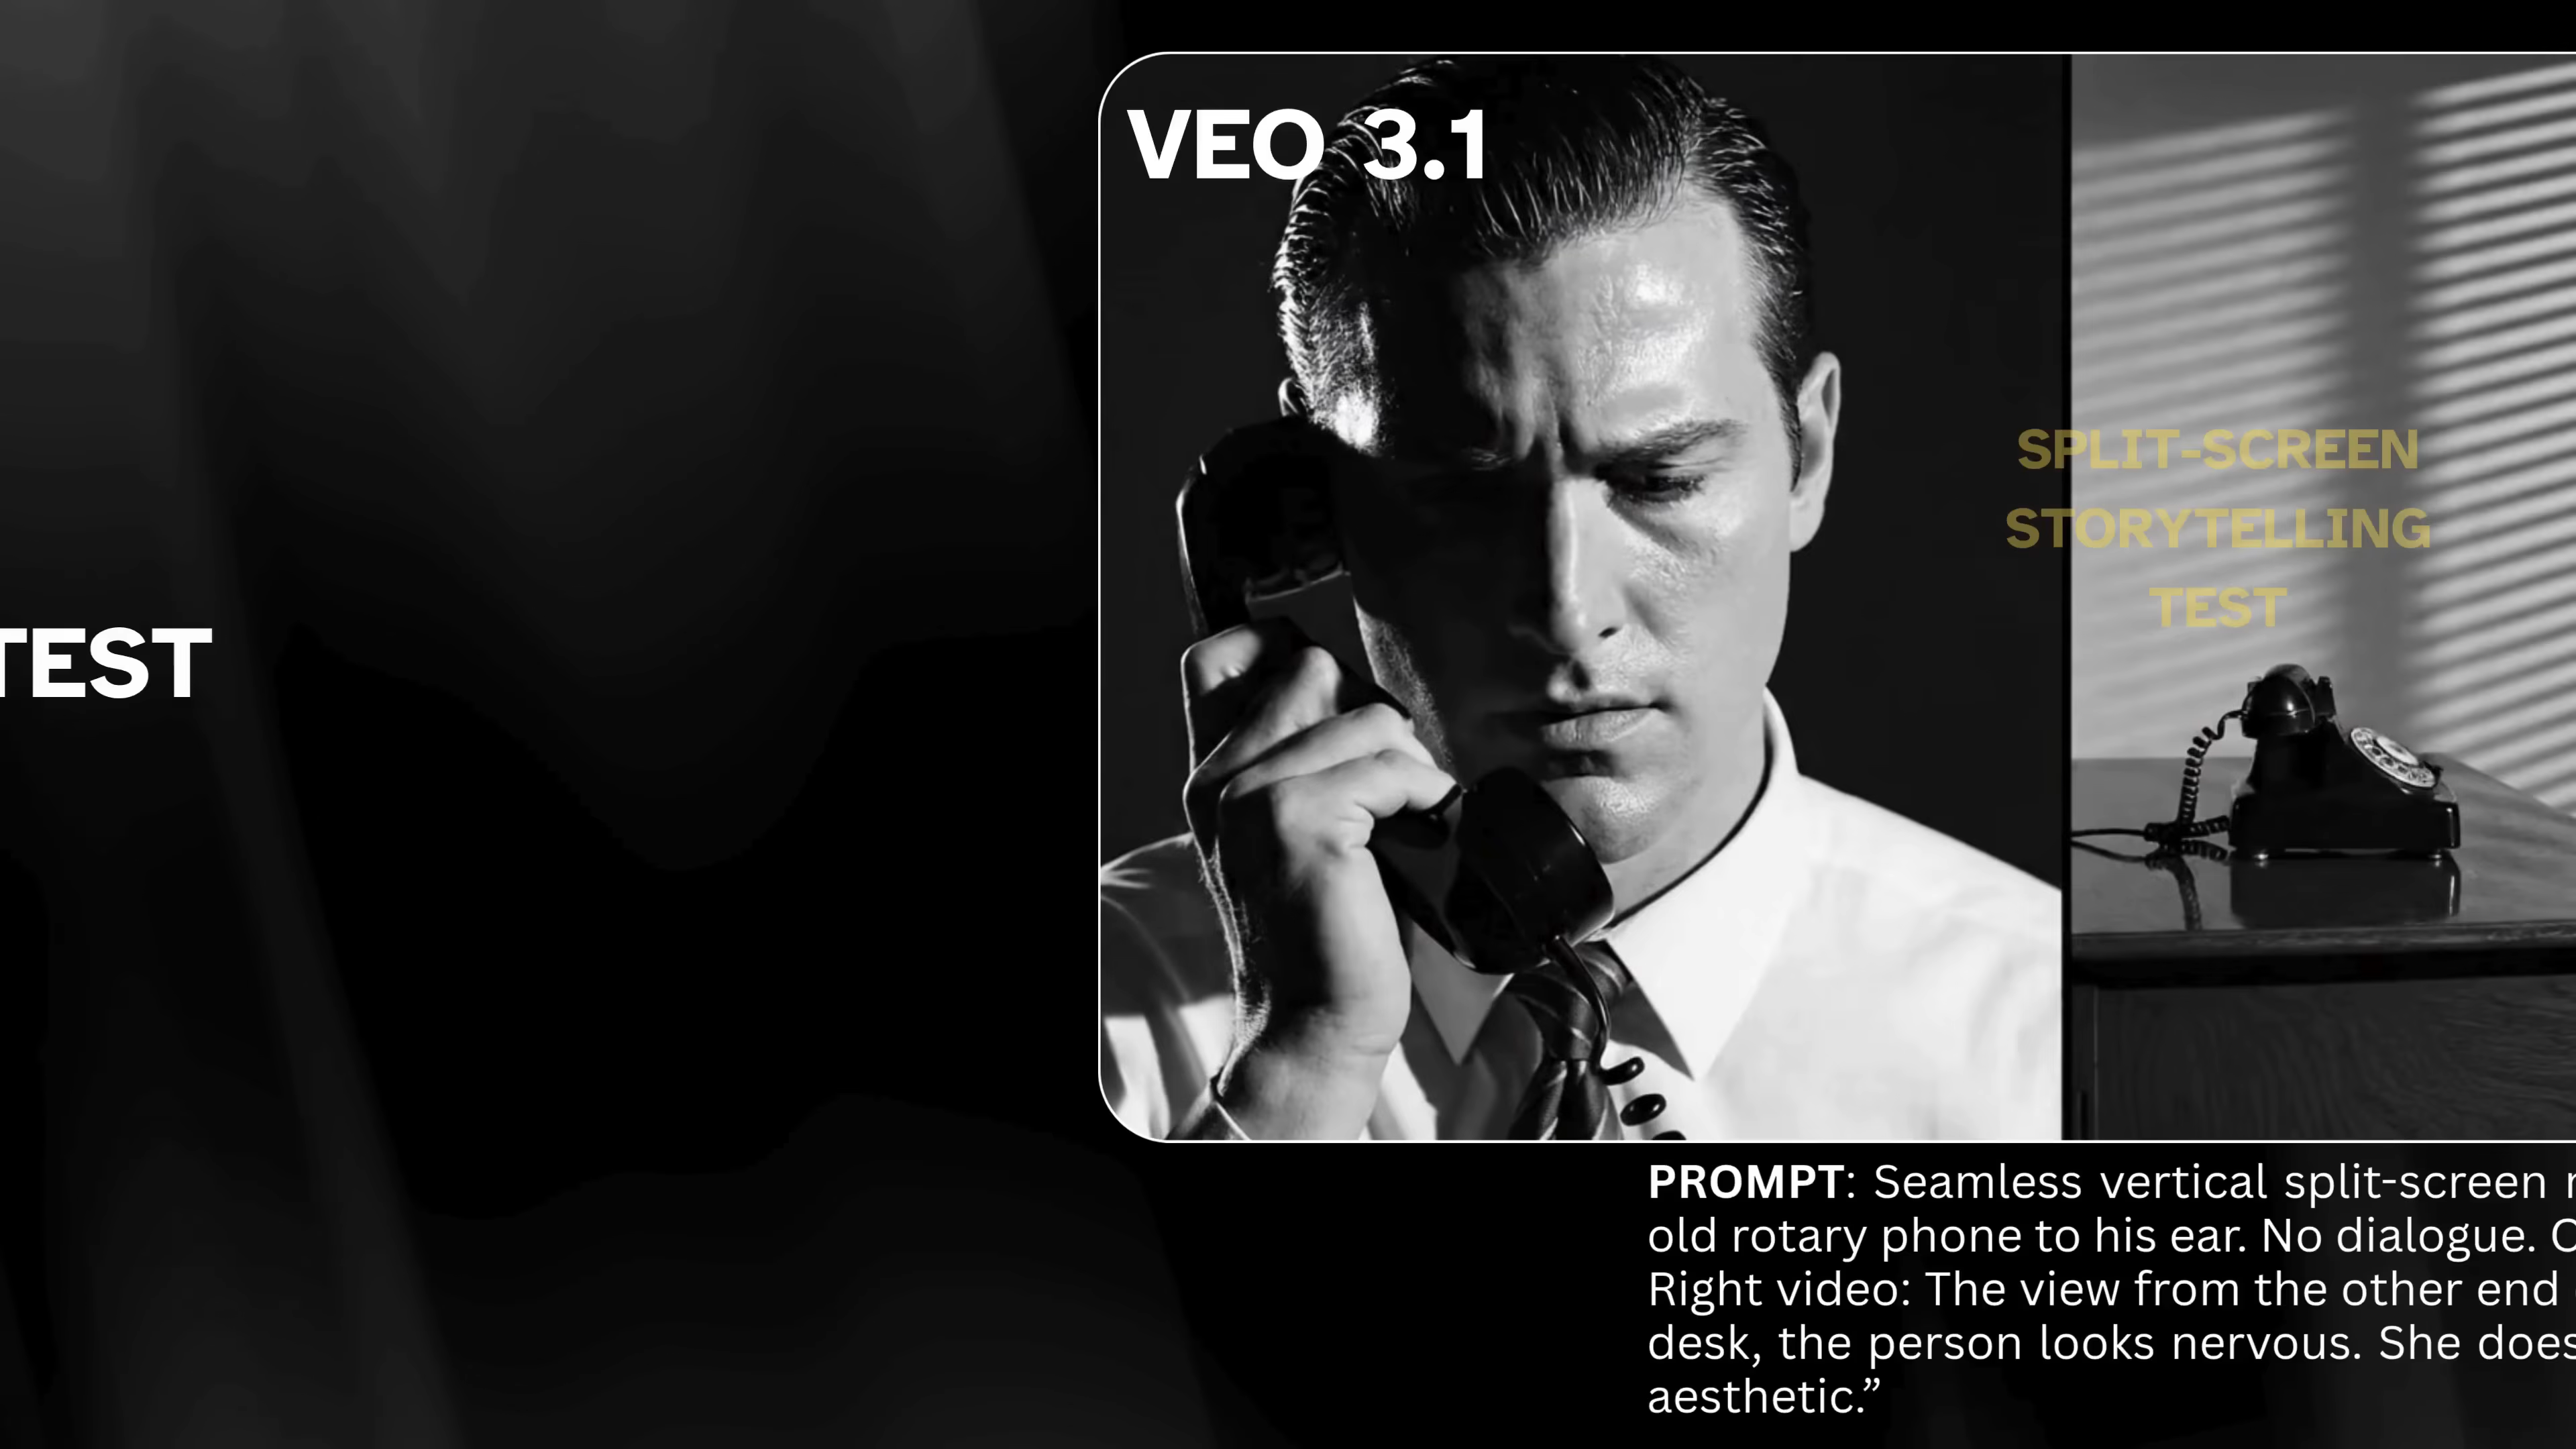 VEO 3.1
SPLIT-SCREEN
STORYTELLING
TEST
TEST
PROMPT: Seamless vertical split-screen
old rotary phone to his ear. No dialogue.
Right video: The view from the other end
desk, the person looks nervous. She does
aesthetic.”